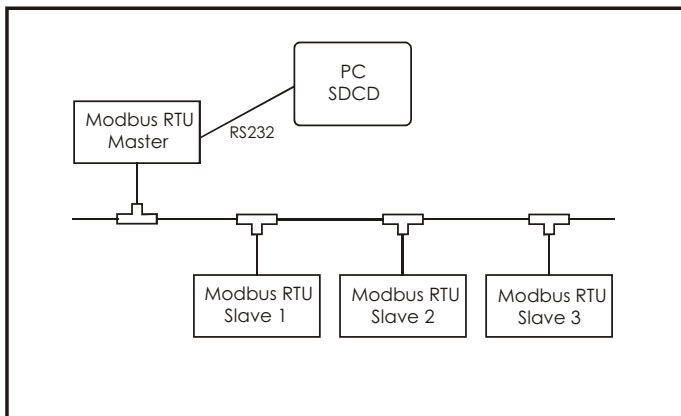 PC
SDCD
Modbus RTU
Master
RS232
Modbus RTU
Slave 1
Modbus RTU
Slave 2
Modbus RTU
Slave 3